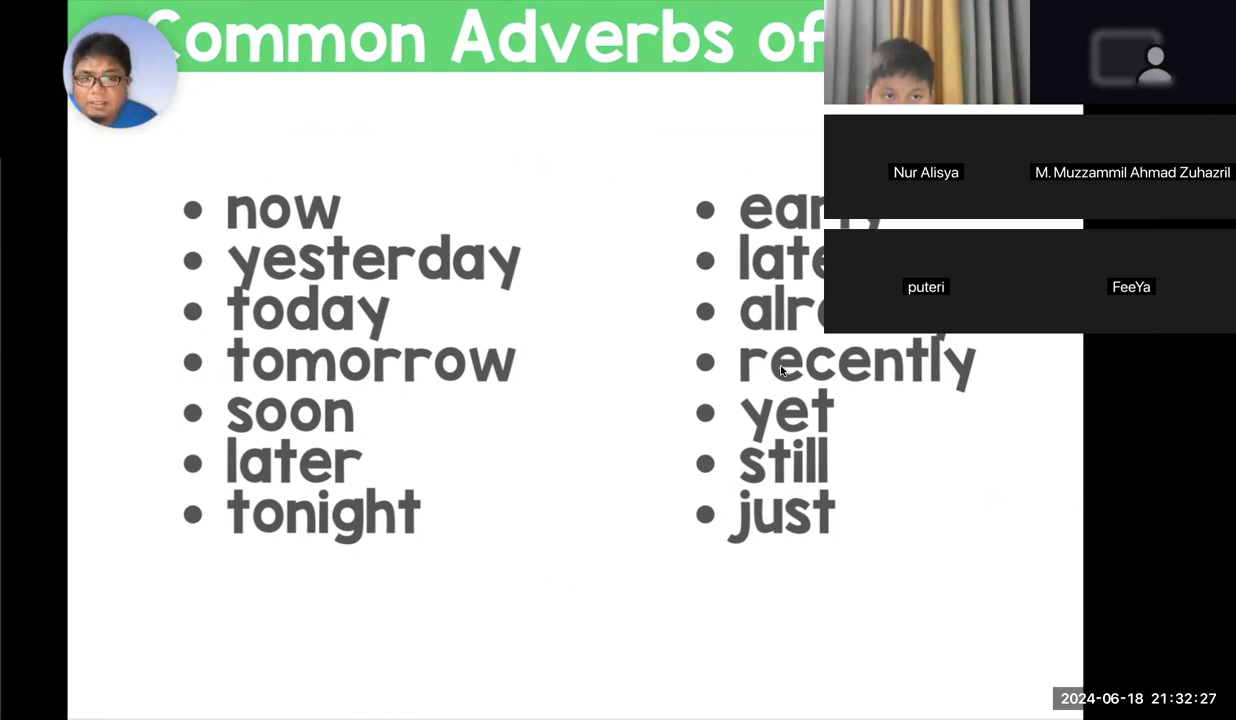 Common Adverbs of
now
yesterday
today
tomorrow
soon
later
tonight
recently
yet
still
just
Nur Alisya
M. Muzzammil Ahmad Zuhazril
puteri
FeeYa
2024-06-18 21:32:27